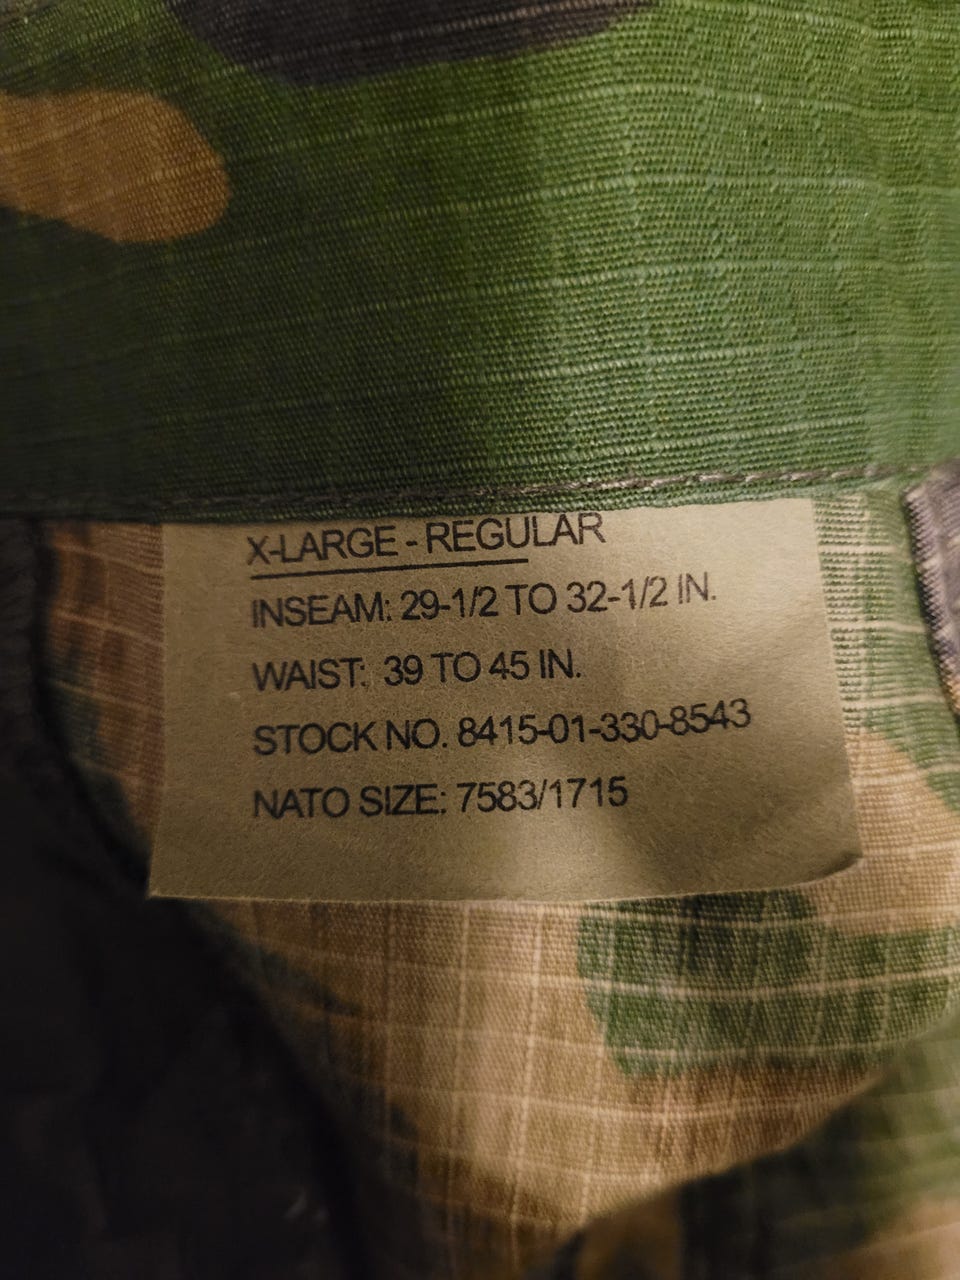 X-LARGE - REGULAR
INSEAM: 29-1/2 TO 32-1/2 IN.
WAIST: 39 TO 45 IN.
STOCK NO. 8415-01-330-8543
NATO SIZE: 7583/1715